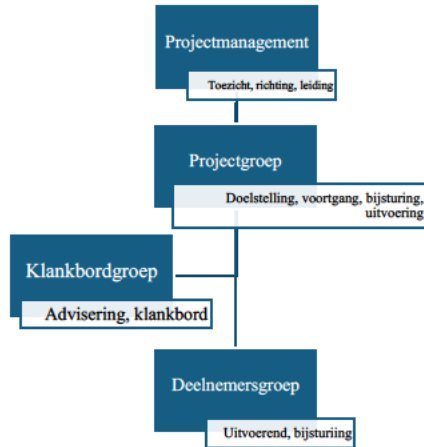 Projectmanagement
Toezicht, richting, leiding
Projectgroep
Doelstelling, voortgang, bijsturing,
uitvoering
Klankbordgroep
Advisering, klankbord
Deelnemersgroep
Uitvoerend, bijsturiing